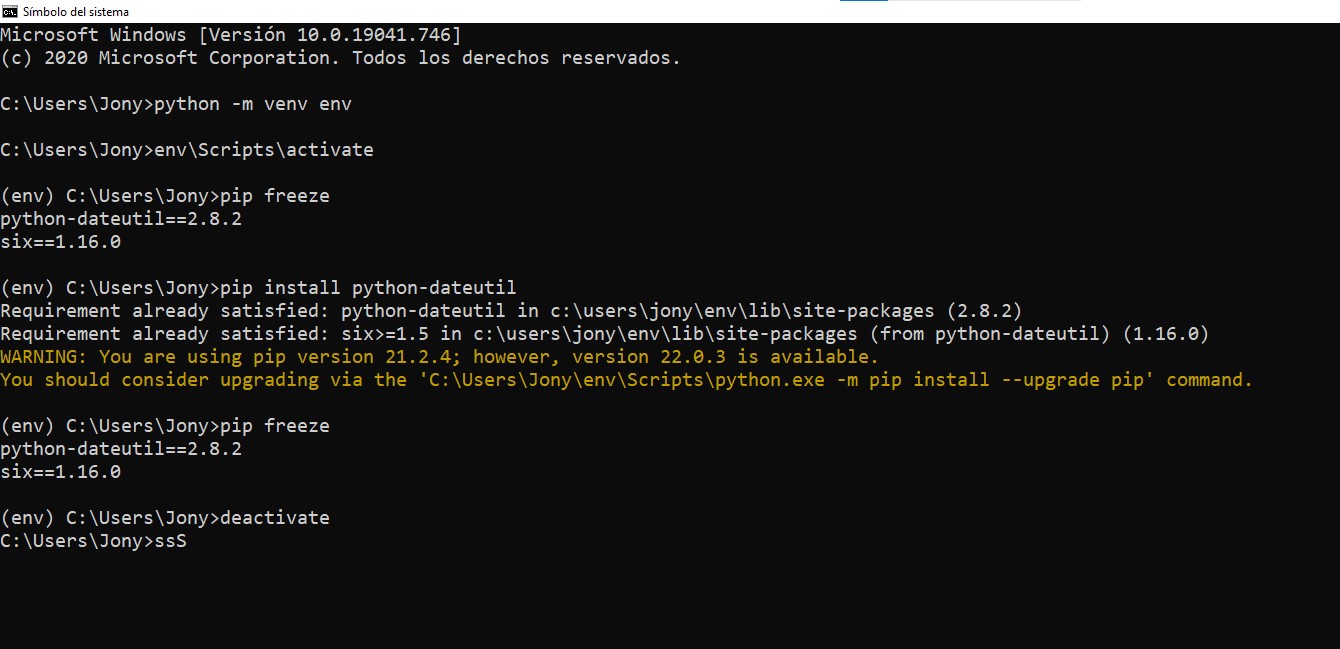 Símbolo del sistema
Microsoft Windows [Versión 10.0.19041.746]
(c) 2020 Microsoft Corporation. Todos los derechos reservados.
C:\Users\Jony>python -m venv env
C:\Users\Jony>env\Scripts\activate
(env) C:\Users\Jony>pip freeze
python-dateutil==2.8.2
six==1.16.0
(env) C:\Users\Jony>pip install python-dateutil
Requirement already satisfied: python-dateutil in c:\users\jony\env\lib\site-packages (2.8.2)
Requirement already satisfied: six>=1.5 in c:\users\jony\env\lib\site-packages (from python-dateutil) (1.16.0)
WARNING: You are using pip version 21.2.4; however, version 22.0.3 is available.
You should consider upgrading via the 'C:\Users\Jony\env\Scripts\python.exe -m pip install --upgrade pip' command.
(env) C:\Users\Jony>pip freeze
python-dateutil==2.8.2
six==1.16.0
(env) C:\Users\Jony>deactivate
C:\Users\Jony>ssS